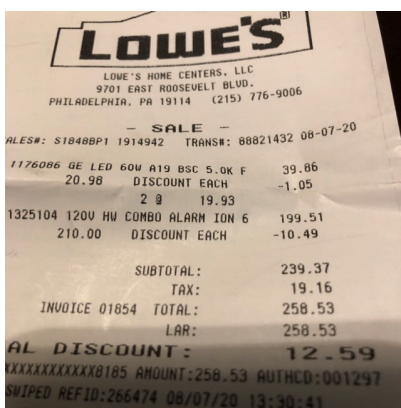 LOWE'S®
LOWE'S HOME CENTERS, LLC
9701 EAST ROOSEVELT BLVD.
PHILADELPHIA, PA 19114 (215) 776-9006
- SALE -
ALES#: S1848BP1 1914942 TRANS#: 88821432 08-07-20
1176086 GE LED 60W A19 BSC 5.0K F 39.86
20.98 DISCOUNT EACH -1.05
2 @ 19.93
1325104 120V HW COMBO ALARM ION 6 199.51
210.00 DISCOUNT EACH -10.49
SUBTOTAL: 239.37
TAX: 19.16
INVOICE 01854 TOTAL: 258.53
LAR: 258.53
AL DISCOUNT: 12.59
XXXXXXXXXXXX8185 AMOUNT:258.53 AUTHCD:001297
SWIPED REFID:266474 08/07/20 13:30:41